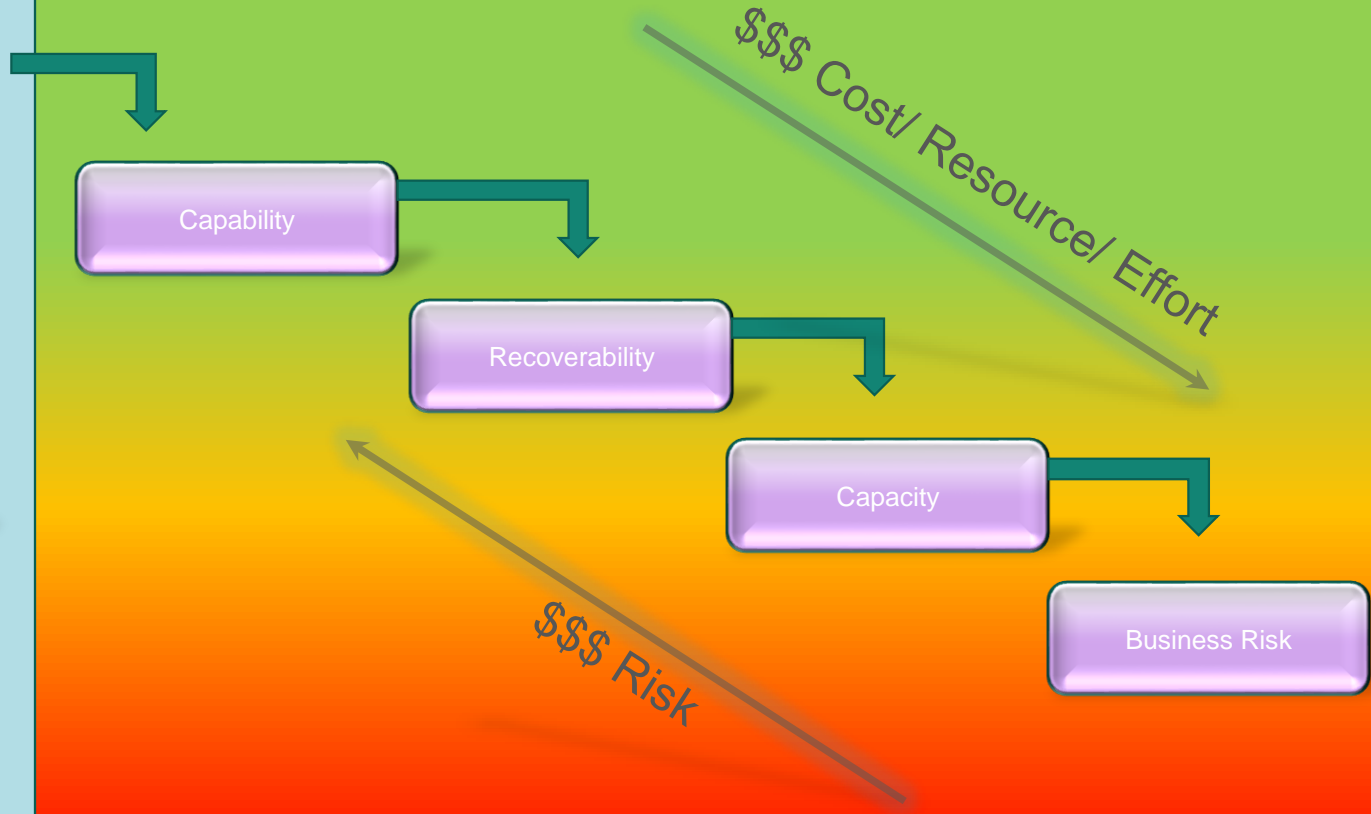 $$$ Cost/ Resource/ Effort
Capability
Recoverability
Capacity
$$$ Risk
Business Risk